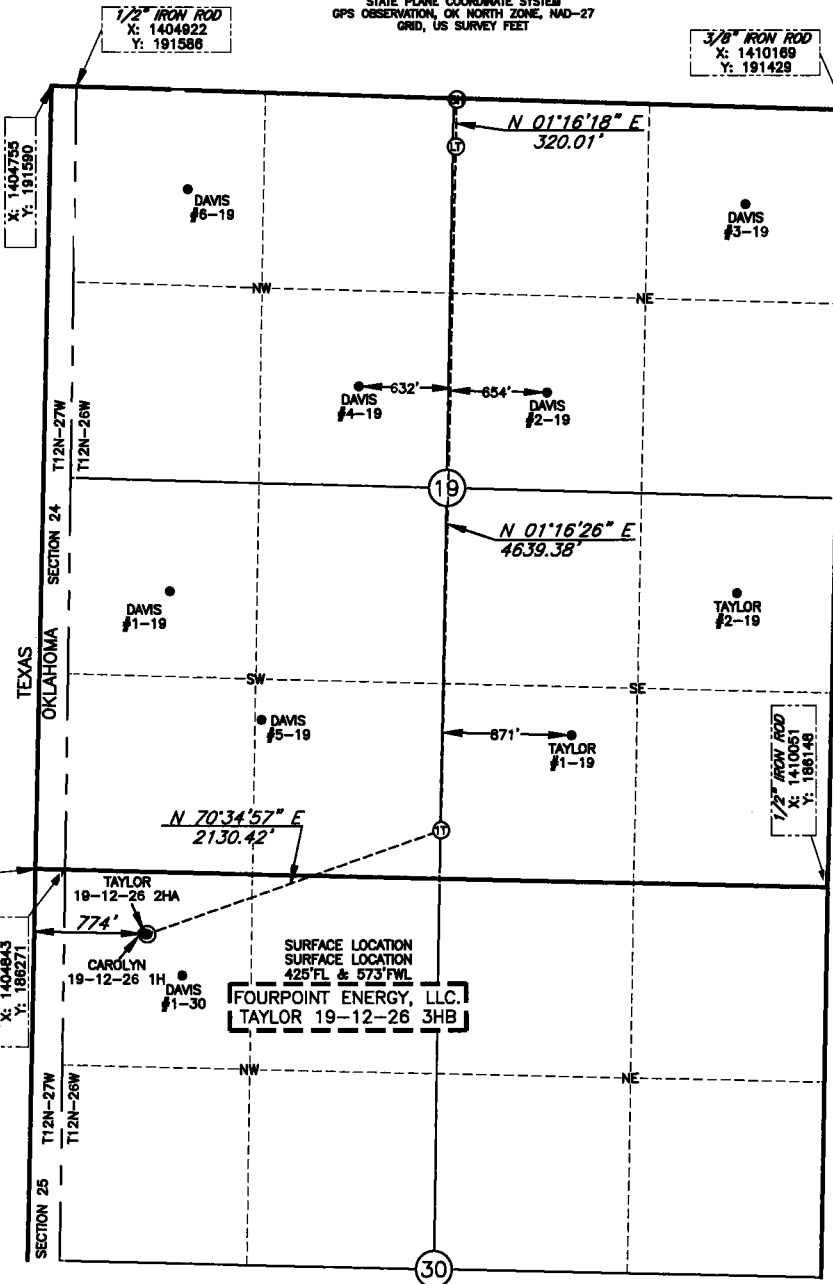 STATE PLANE COORDINATE SYSTEM
GPS OBSERVATION, OK NORTH ZONE, NAD-27
GRID, US SURVEY FEET
1/2" IRON ROD
X: 1404922
Y: 191586
3/8" IRON ROD
X: 1410169
Y: 191429
X: 1404755
Y: 191590
BH
N 01°16'18" E
320.01'
LT
DAVIS
#6-19
DAVIS
#3-19
NW
NE
632'
654'
DAVIS
#4-19
DAVIS
#2-19
T12N-27W
T12N-26W
19
SECTION 24
N 01°16'26" E
4639.38'
DAVIS
#1-19
TAYLOR
#2-19
TEXAS
OKLAHOMA
SW
SE
DAVIS
#5-19
871'
TAYLOR
#1-19
1/2" IRON ROD
X: 1410051
Y: 186148
N 70°34'57" E
2130.42'
1T
TAYLOR
19-12-26 2HA
774'
CAROLYN
19-12-26 1H
DAVIS
#1-30
X: 1404843
Y: 186271
SURFACE LOCATION
SURFACE LOCATION
425'FL & 573'FWL
FOURPOINT ENERGY, LLC.
TAYLOR 19-12-26 3HB
NW
NE
T12N-27W
T12N-26W
SECTION 25
30